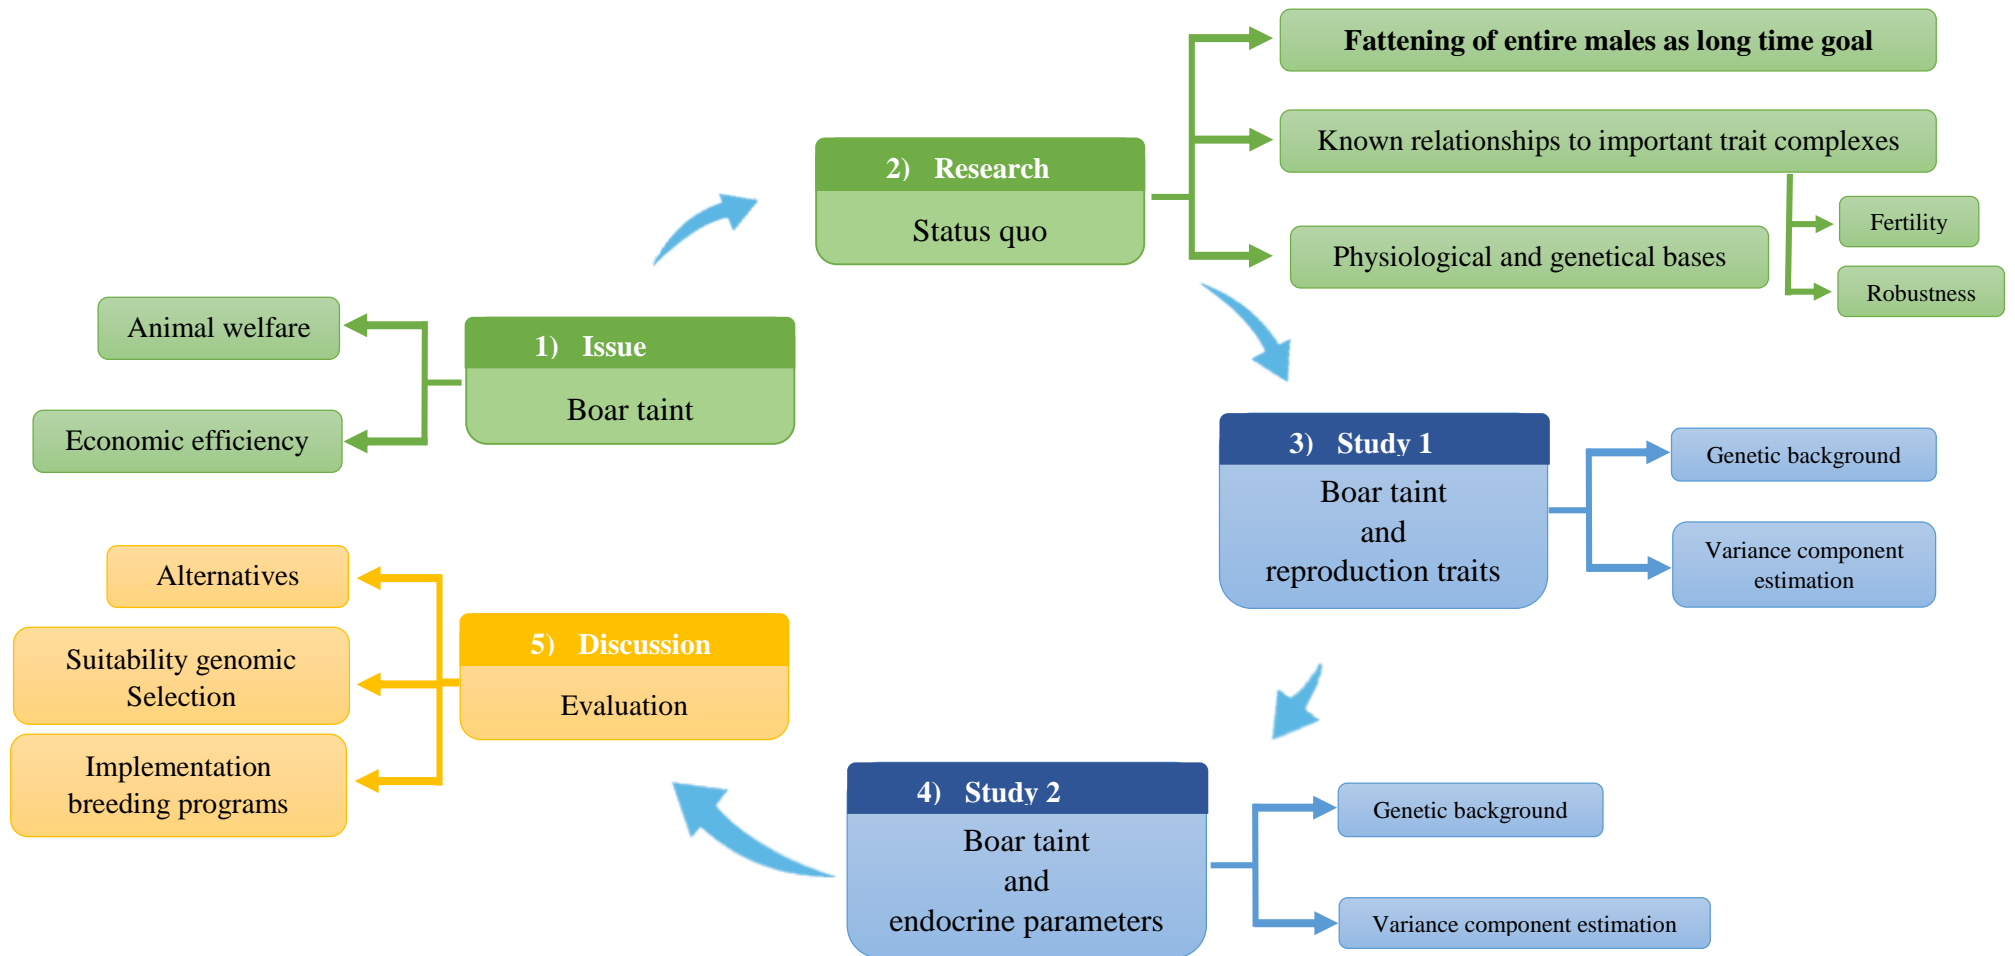 1) Issue
Boar taint
Animal welfare
Economic efficiency
2) Research
Status quo
Fattening of entire males as long time goal
Known relationships to important trait complexes
Fertility
Robustness
Physiological and genetical bases
3) Study 1
Boar taint
and
reproduction traits
Genetic background
Variance component
estimation
4) Study 2
Boar taint
and
endocrine parameters
Genetic background
Variance component estimation
5) Discussion
Evaluation
Alternatives
Suitability genomic
Selection
Implementation
breeding programs